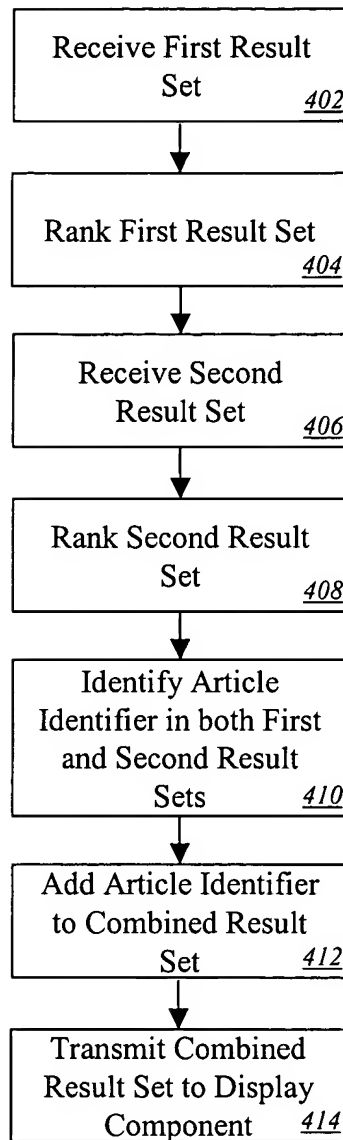 Receive First Result
Set
402
Rank First Result Set
404
Receive Second
Result Set
406
Rank Second Result
Set
408
Identify Article
Identifier in both First
and Second Result
Sets
410
Add Article Identifier
to Combined Result
Set
412
Transmit Combined
Result Set to Display
Component
414